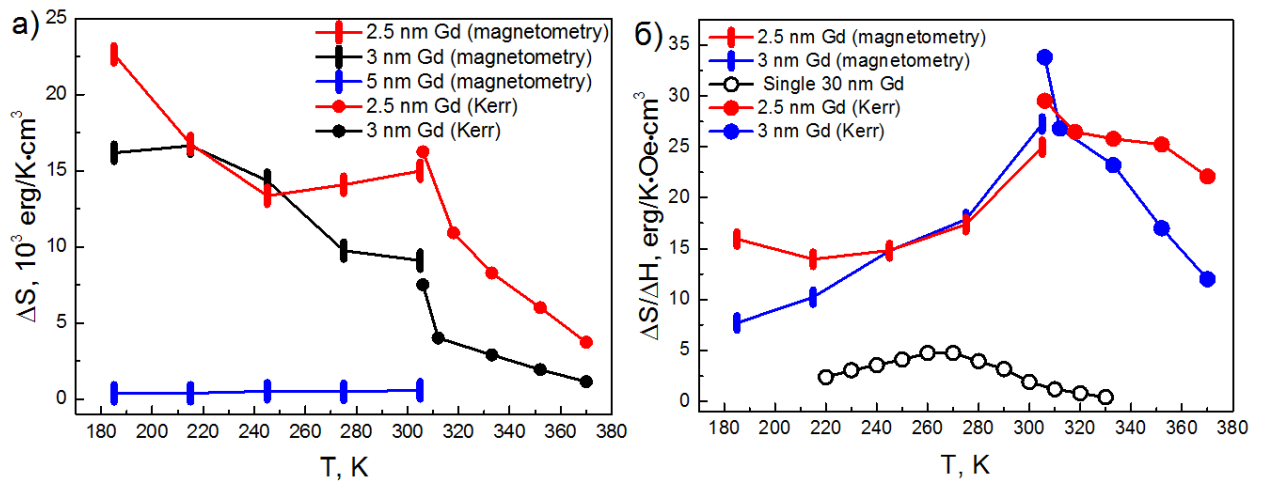 а)
25
20
15
10
5
0
ΔS, 10³ erg/K·cm³
2.5 nm Gd (magnetometry)
3 nm Gd (magnetometry)
5 nm Gd (magnetometry)
2.5 nm Gd (Kerr)
3 nm Gd (Kerr)
180 200 220 240 260 280 300 320 340 360 380
T, K
б)
35
30
25
20
15
10
5
0
ΔS/ΔH, erg/K·Oe·cm³
2.5 nm Gd (magnetometry)
3 nm Gd (magnetometry)
Single 30 nm Gd
2.5 nm Gd (Kerr)
3 nm Gd (Kerr)
180 200 220 240 260 280 300 320 340 360 380
T, K